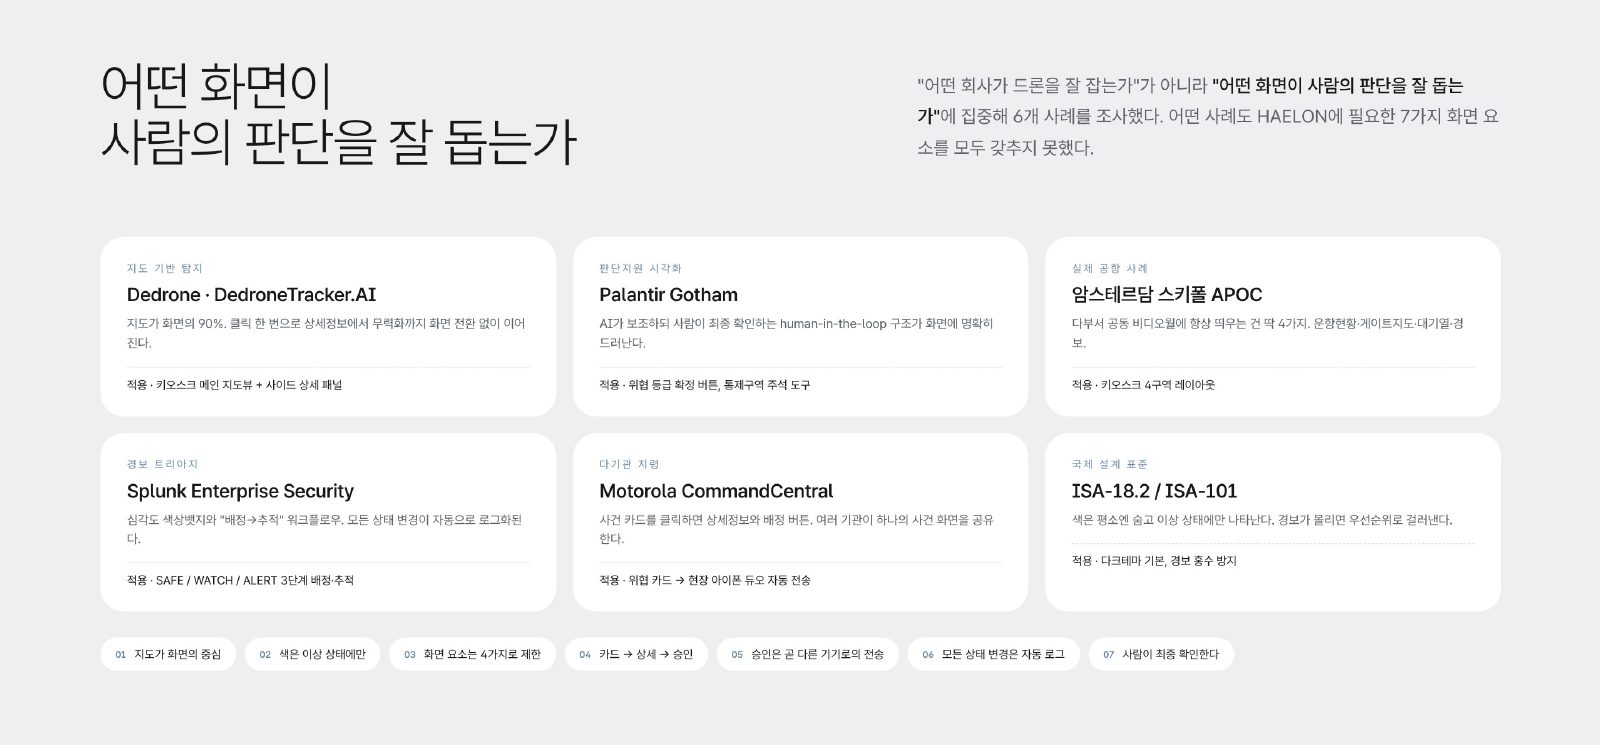 어떤 화면이
사람의 판단을 잘 돕는가
"어떤 회사가 드론을 잘 잡는가"가 아니라 "어떤 화면이 사람의 판단을 잘 돕는
가"에 집중해 6개 사례를 조사했다. 어떤 사례도 HAELON에 필요한 7가지 화면 요
소를 모두 갖추지 못했다.
지도 기반 탐지
Dedrone · DedroneTracker.AI
지도가 화면의 90%. 클릭 한 번으로 상세정보에서 무력화까지 화면 전환 없이 이어
진다.
적용 · 키오스크 메인 지도뷰 + 사이드 상세 패널
판단지원 시각화
Palantir Gotham
AI가 보조하되 사람이 최종 확인하는 human-in-the-loop 구조가 화면에 명확히
드러난다.
적용 · 위협 등급 확정 버튼, 통제구역 주석 도구
실제 공항 사례
암스테르담 스키폴 APOC
다부서 공동 비디오월에 항상 띄우는 건 딱 4가지. 운항현황·게이트지도·대기열·경
보.
적용 · 키오스크 4구역 레이아웃
경보 트리아지
Splunk Enterprise Security
심각도 색상뱃지와 "배정→추적" 워크플로우. 모든 상태 변경이 자동으로 로그화된
다.
적용 · SAFE / WATCH / ALERT 3단계 배정·추적
다기관 지령
Motorola CommandCentral
사건 카드를 클릭하면 상세정보와 배정 버튼. 여러 기관이 하나의 사건 화면을 공유
한다.
적용 · 위협 카드 → 현장 아이폰 듀오 자동 전송
국제 설계 표준
ISA-18.2 / ISA-101
색은 평소엔 숨고 이상 상태에만 나타난다. 경보가 몰리면 우선순위로 걸러낸다.
적용 · 다크테마 기본, 경보 홍수 방지
01 지도가 화면의 중심
02 색은 이상 상태에만
03 화면 요소는 4가지로 제한
04 카드 → 상세 → 승인
05 승인은 곧 다른 기기로의 전송
06 모든 상태 변경은 자동 로그
07 사람이 최종 확인한다